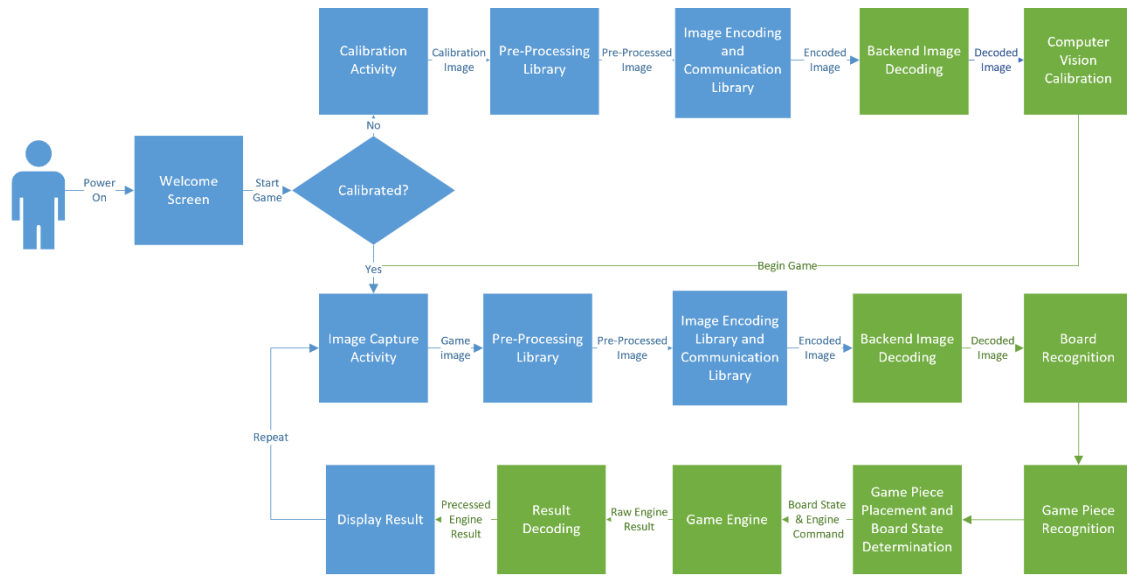 Calibration
Activity
Calibration
Image
Pre-Processing
Library
Pre-Processed
Image
Image Encoding
and
Communication
Library
Encoded
Image
Backend Image
Decoding
Decoded
Image
Computer
Vision
Calibration
No
Power
On
Welcome
Screen
Start
Game
Calibrated?
Yes
Begin Game
Image Capture
Activity
Game
image
Pre-Processing
Library
Pre-Processed
Image
Image Encoding
Library and
Communication
Library
Encoded
Image
Backend Image
Decoding
Decoded
Image
Board
Recognition
Repeat
Display Result
Precessed
Engine
Result
Result
Decoding
Raw Engine
Result
Game Engine
Board State
& Engine
Command
Game Piece
Placement and
Board State
Determination
Game Piece
Recognition